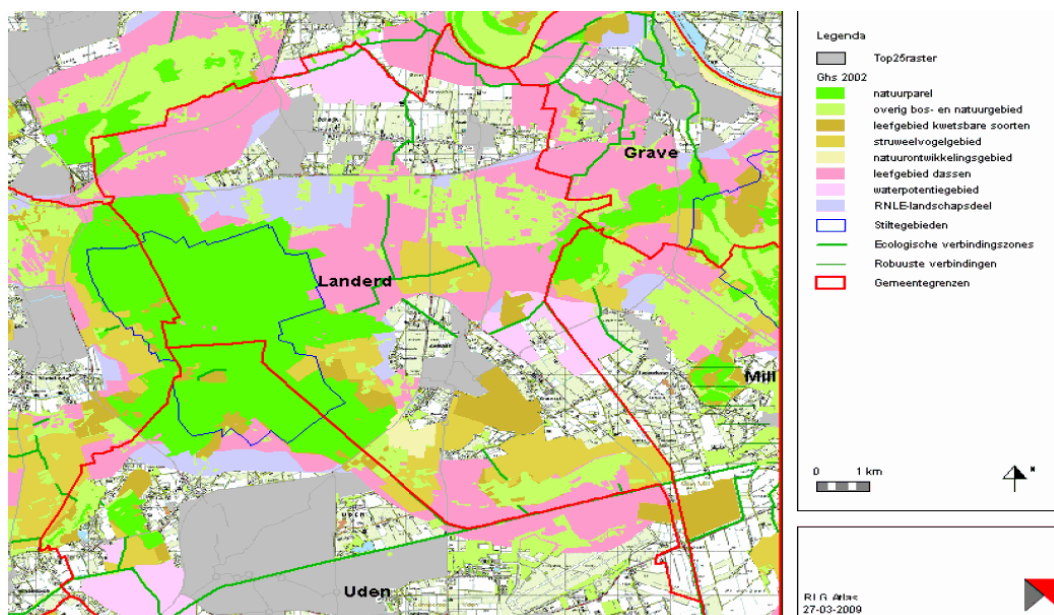 Grave
Landerd
Mill
Uden
Legenda
Top25raster
Ghs 2002
natuurparel
overig bos- en natuurgebied
leefgebied kwetsbare soorten
struweelvogelgebied
natuurontwikkelingsgebied
leefgebied dassen
waterpotentiegebied
RNLE-landschapsdeel
Stiltegebieden
Ecologische verbindingszones
Robuuste verbindingen
Gemeentegrenzen
0 1 km
RLG Atlas
27-03-2009